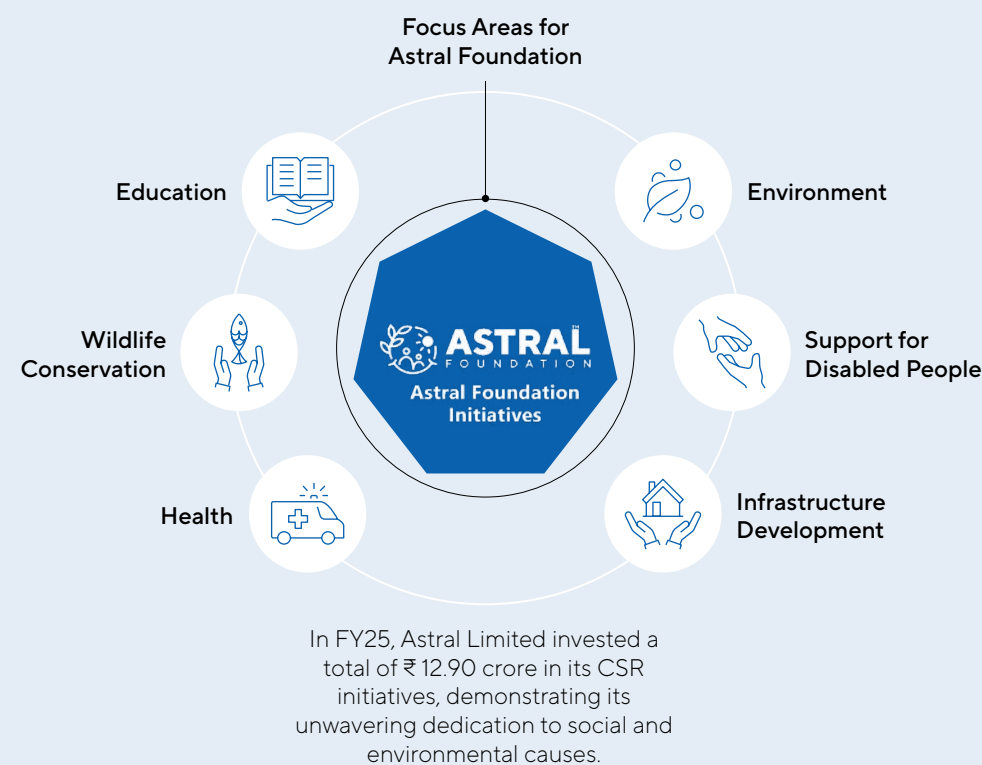 Focus Areas for
Astral Foundation
Education
Environment
Wildlife
Conservation
ASTRAL™
FOUNDATION
Astral Foundation
Initiatives
Support for
Disabled People
Health
Infrastructure
Development
In FY25, Astral Limited invested a
total of ₹ 12.90 crore in its CSR
initiatives, demonstrating its
unwavering dedication to social and
environmental causes.